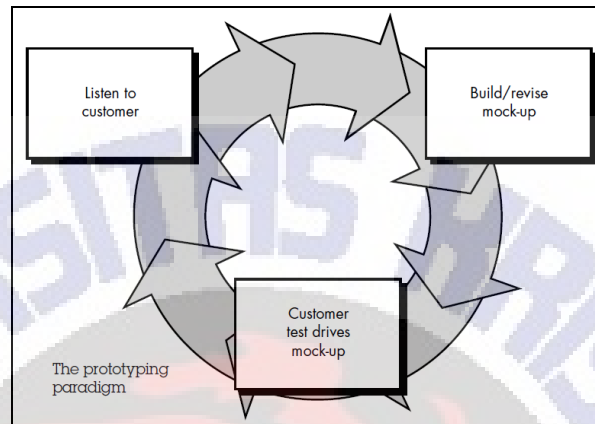 Listen to
customer
Build/revise
mock-up
Customer
test drives
mock-up
The prototyping
paradigm